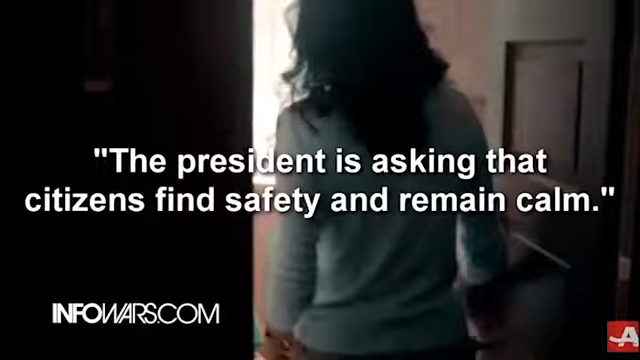 "The president is asking that
citizens find safety and remain calm."
INFOWARS.COM
A